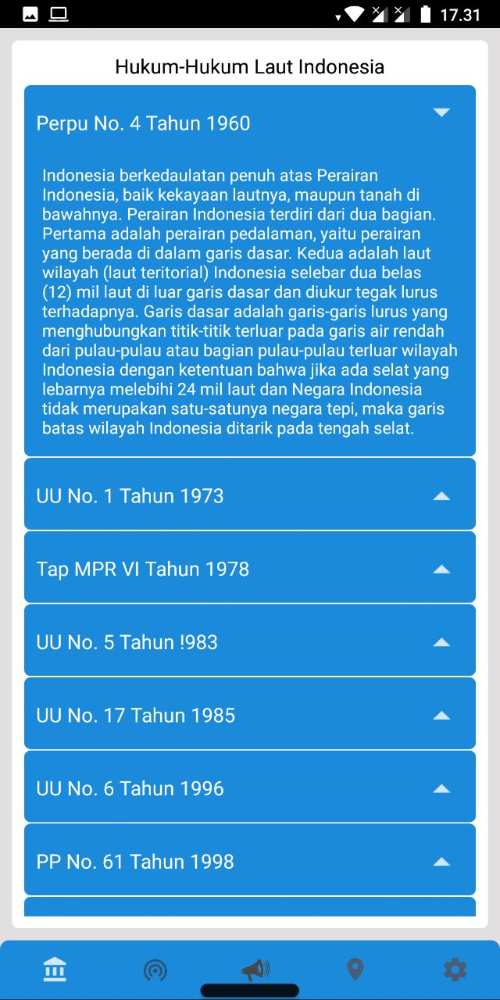 17.31
Hukum-Hukum Laut Indonesia
Perpu No. 4 Tahun 1960
Indonesia berkedaulatan penuh atas Perairan
Indonesia, baik kekayaan lautnya, maupun tanah di
bawahnya. Perairan Indonesia terdiri dari dua bagian.
Pertama adalah perairan pedalaman, yaitu perairan
yang berada di dalam garis dasar. Kedua adalah laut
wilayah (laut teritorial) Indonesia selebar dua belas
(12) mil laut di luar garis dasar dan diukur tegak lurus
terhadapnya. Garis dasar adalah garis-garis lurus yang
menghubungkan titik-titik terluar pada garis air rendah
dari pulau-pulau atau bagian pulau-pulau terluar wilayah
Indonesia dengan ketentuan bahwa jika ada selat yang
lebarnya melebihi 24 mil laut dan Negara Indonesia
tidak merupakan satu-satunya negara tepi, maka garis
batas wilayah Indonesia ditarik pada tengah selat.
UU No. 1 Tahun 1973
Tap MPR VI Tahun 1978
UU No. 5 Tahun !983
UU No. 17 Tahun 1985
UU No. 6 Tahun 1996
PP No. 61 Tahun 1998